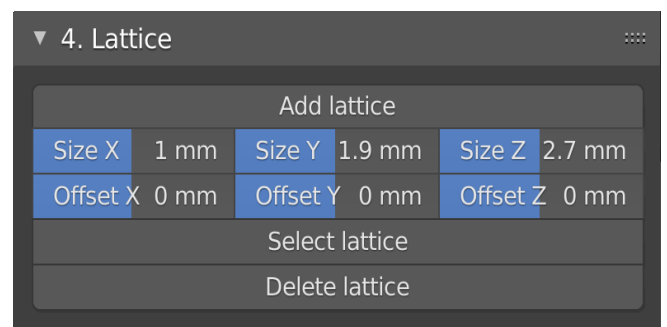 4. Lattice
Add lattice
Size X 1 mm Size Y 1.9 mm Size Z 2.7 mm
Offset X 0 mm Offset Y 0 mm Offset Z 0 mm
Select lattice
Delete lattice